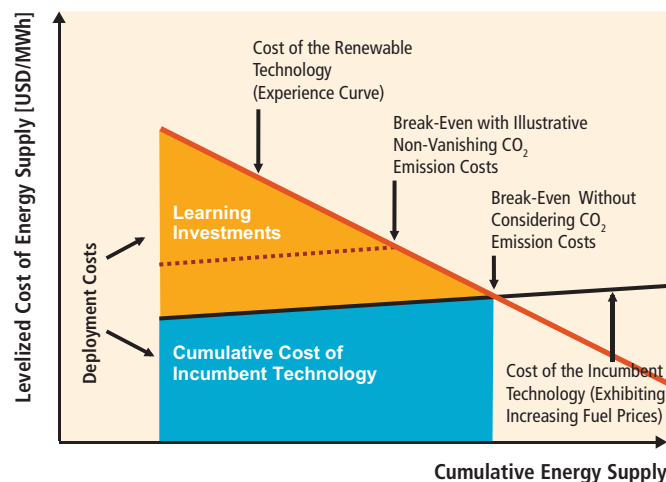 Levelized Cost of Energy Supply [USD/MWh]
Deployment Costs
Cost of the Renewable
Technology
(Experience Curve)
Break-Even with Illustrative
Non-Vanishing CO2
Emission Costs
Break-Even Without
Considering CO2
Emission Costs
Learning
Investments
Cumulative Cost of
Incumbent Technology
Cost of the Incumbent
Technology (Exhibiting
Increasing Fuel Prices)
Cumulative Energy Supply